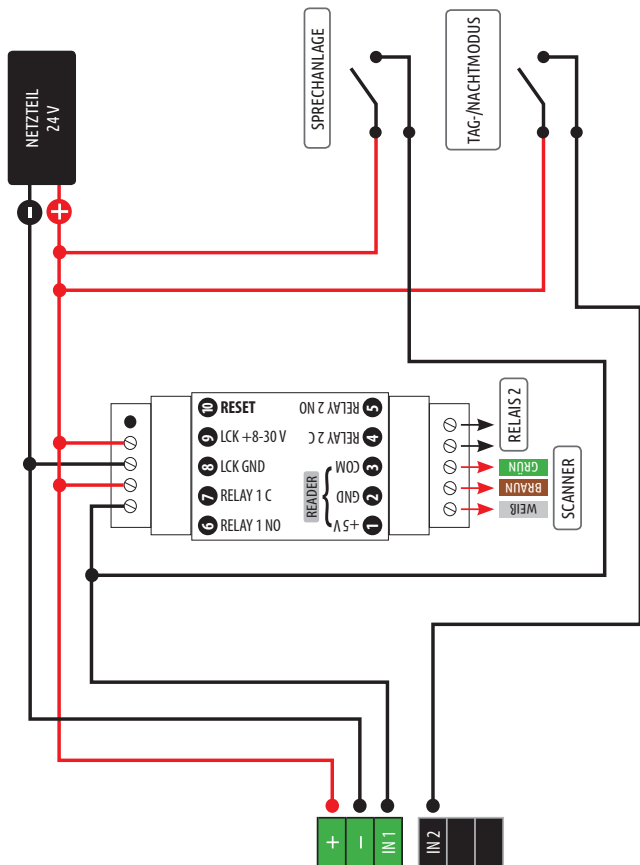 NETZTEIL
24 V
-
+
SPRECHANLAGE
TAG-/NACHTMODUS
10 RESET
9 LCK +8-30 V
8 LCK GND
7 RELAY 1 C
6 RELAY 1 NO
5 RELAY 2 NO
4 RELAY 2 C
3 COM
2 GND
1 +5 V
READER
RELAIS 2
GRÜN
BRAUN
WEIß
SCANNER
+
–
IN 1
IN 2